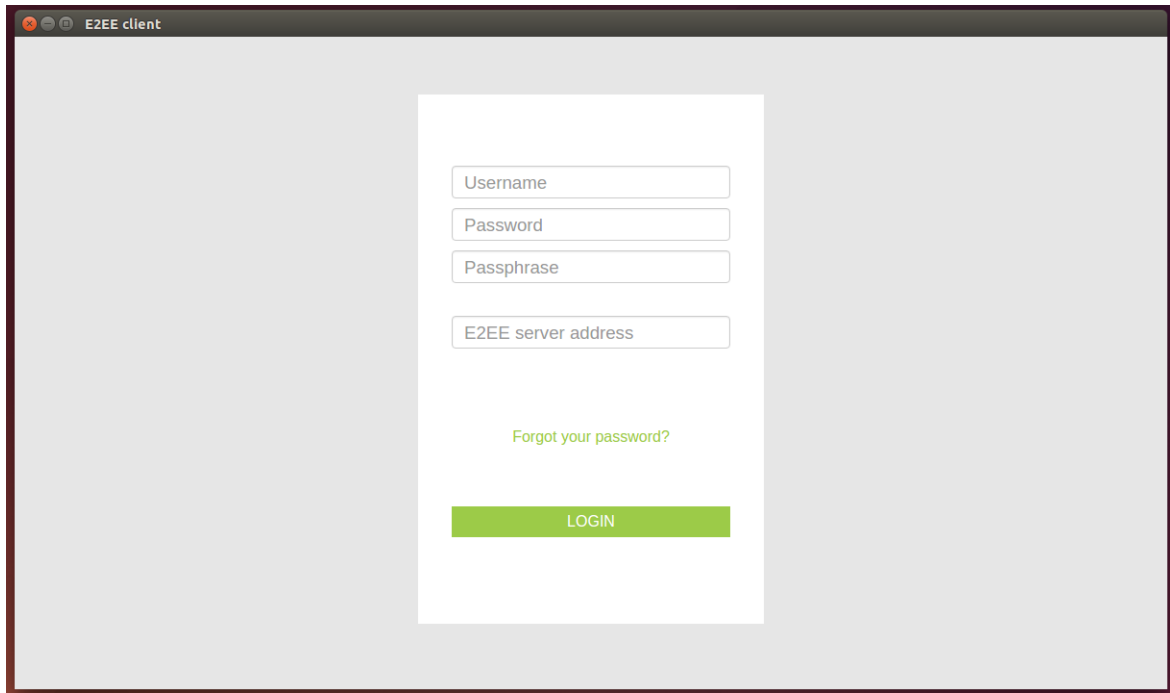 E2EE client
Username
Password
Passphrase
E2EE server address
Forgot your password?
LOGIN